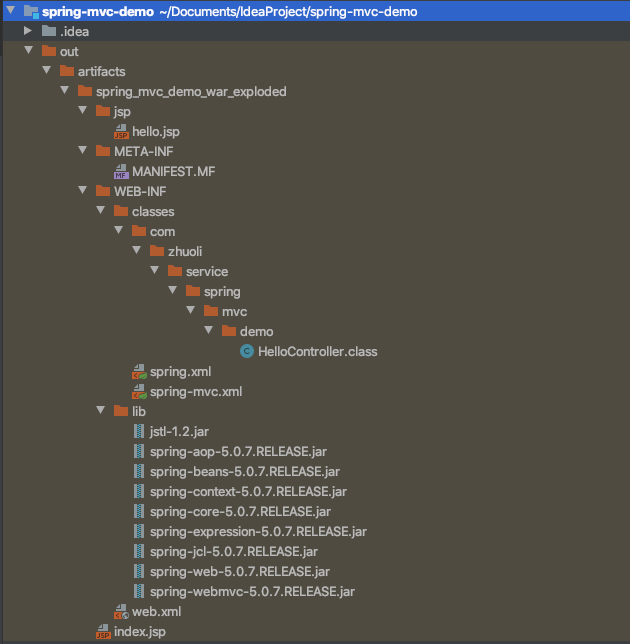 spring-mvc-demo ~/Documents/IdeaProject/spring-mvc-demo
.idea
out
artifacts
spring_mvc_demo_war_exploded
jsp
hello.jsp
META-INF
MANIFEST.MF
WEB-INF
classes
com
zhuoli
service
spring
mvc
demo
HelloController.class
spring.xml
spring-mvc.xml
lib
jstl-1.2.jar
spring-aop-5.0.7.RELEASE.jar
spring-beans-5.0.7.RELEASE.jar
spring-context-5.0.7.RELEASE.jar
spring-core-5.0.7.RELEASE.jar
spring-expression-5.0.7.RELEASE.jar
spring-jcl-5.0.7.RELEASE.jar
spring-web-5.0.7.RELEASE.jar
spring-webmvc-5.0.7.RELEASE.jar
web.xml
index.jsp